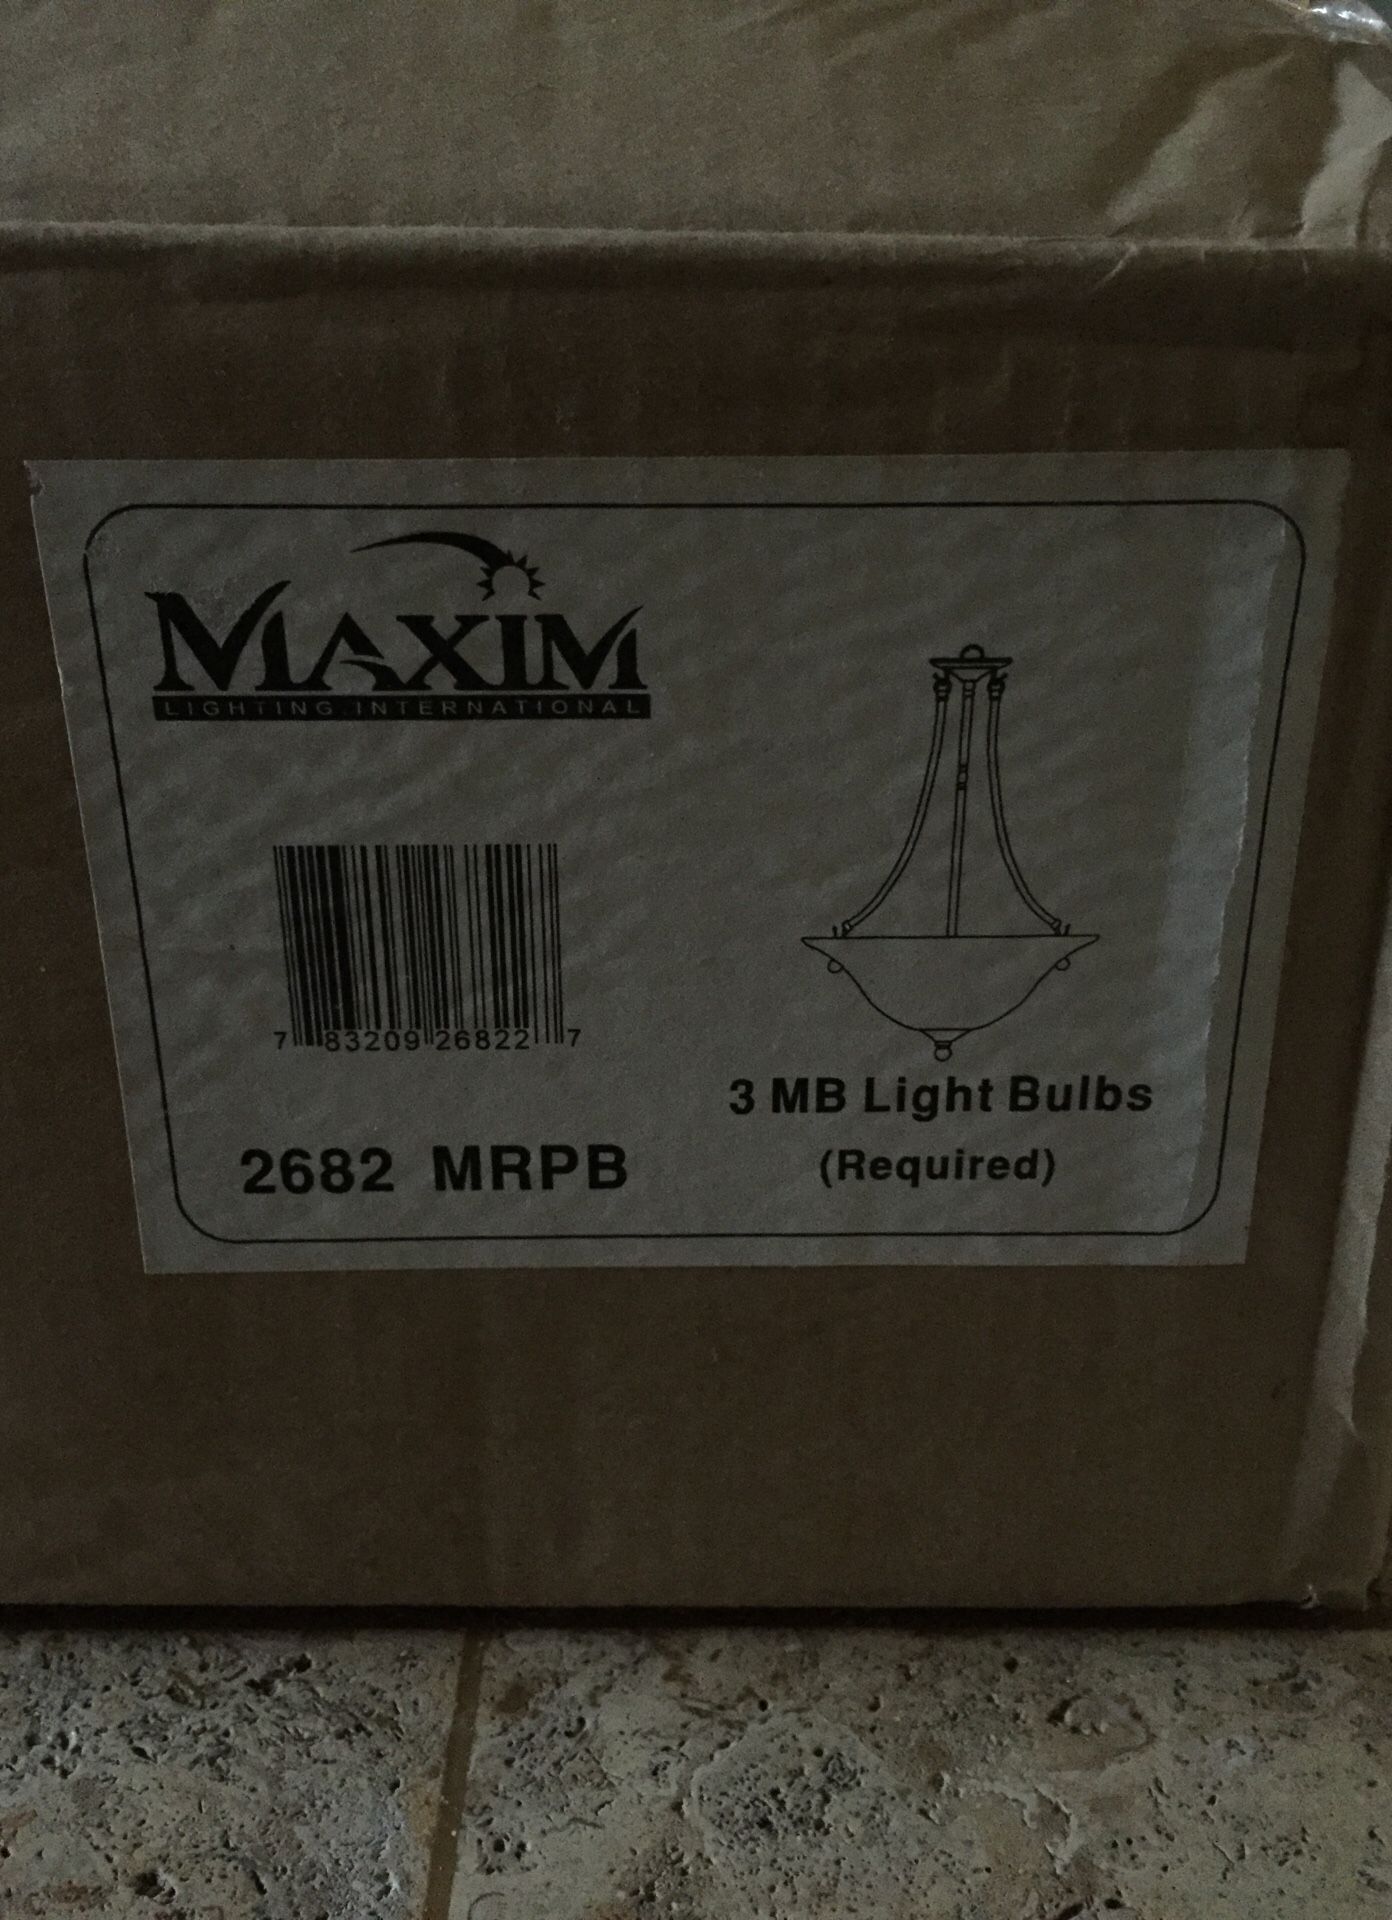 MAXIM
LIGHTING INTERNATIONAL
7 83209 26822 7
2682 MRPB
3 MB Light Bulbs
(Required)